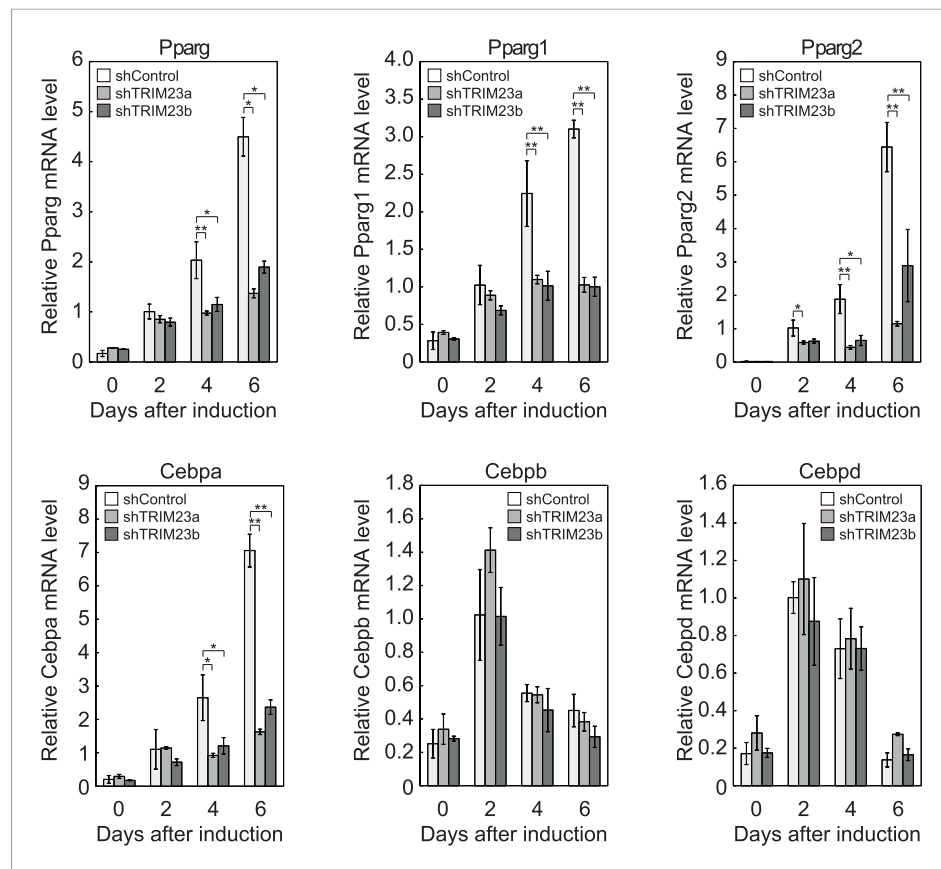 Pparg
Relative Pparg mRNA level
6
5
4
3
2
1
0
shControl
shTRIM23a
shTRIM23b
*
*
*
**
0 2 4 6
Days after induction
Pparg1
Relative Pparg1 mRNA level
4.0
3.5
3.0
2.5
2.0
1.5
1.0
0.5
0
shControl
shTRIM23a
shTRIM23b
**
**
**
**
0 2 4 6
Days after induction
Pparg2
Relative Pparg2 mRNA level
9
8
7
6
5
4
3
2
1
0
shControl
shTRIM23a
shTRIM23b
**
**
*
**
*
0 2 4 6
Days after induction
Cebpa
Relative Cebpa mRNA level
9
8
7
6
5
4
3
2
1
0
shControl
shTRIM23a
shTRIM23b
**
**
*
*
0 2 4 6
Days after induction
Cebpb
Relative Cebpb mRNA level
1.8
1.6
1.4
1.2
1.0
0.8
0.6
0.4
0.2
0
shControl
shTRIM23a
shTRIM23b
0 2 4 6
Days after induction
Cebpd
Relative Cebpd mRNA level
1.6
1.4
1.2
1.0
0.8
0.6
0.4
0.2
0
shControl
shTRIM23a
shTRIM23b
0 2 4 6
Days after induction